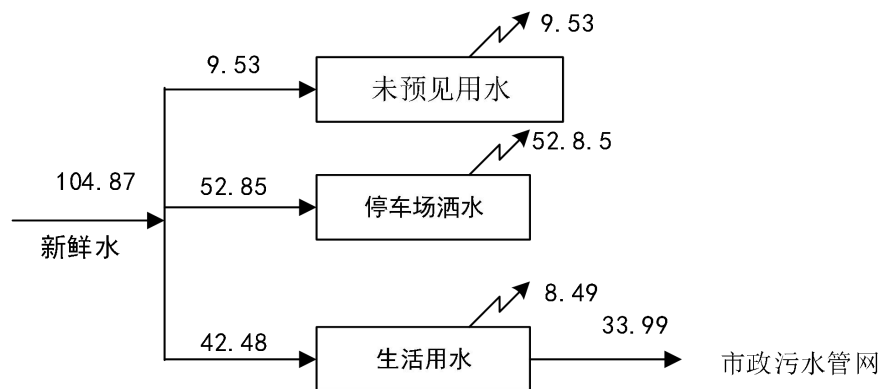 9.53
9.53
未预见用水
104.87
新鲜水
52.85
52.8.5
停车场洒水
42.48
8.49
生活用水
33.99
市政污水管网